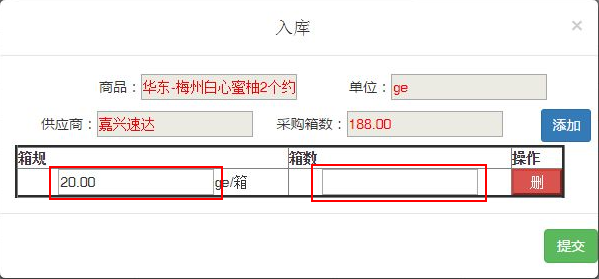 入库
×
商品：华东-梅州白心蜜柚2个约 单位：ge
供应商：嘉兴速达 采购箱数：188.00 添加
箱规 箱数 操作
20.00 ge/箱 删
提交